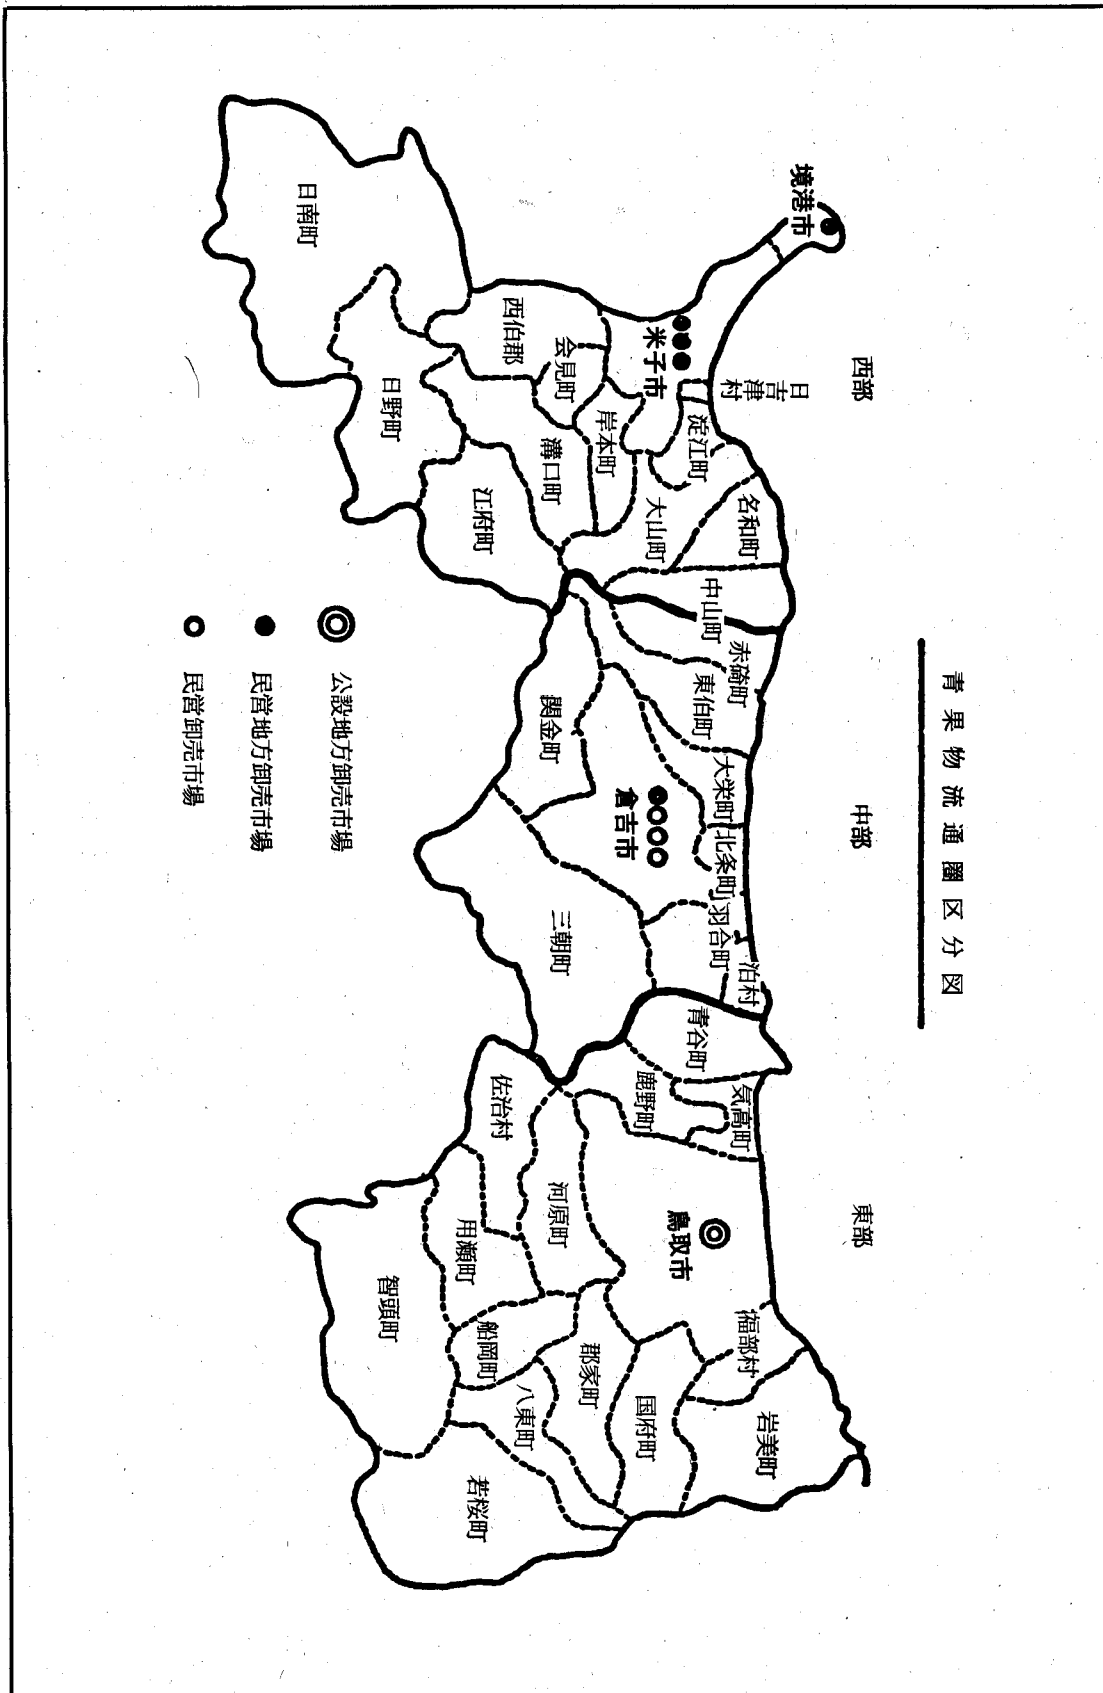 青果物流通圏区分図
西部
中部
東部
境港市
米子市
日吉津村
淀江町
名和町
大山町
中山町
岸本町
会見町
西伯郡
溝口町
江府町
日野町
日南町
赤碕町
東伯町
大栄町
北条町
倉吉市
関金町
羽合町
泊村
三朝町
青谷町
気高町
鹿野町
鳥取市
福部村
岩美町
国府町
郡家町
河原町
佐治村
用瀬町
船岡町
八東町
智頭町
若桜町
公設地方卸売市場
民営地方卸売市場
民営卸売市場